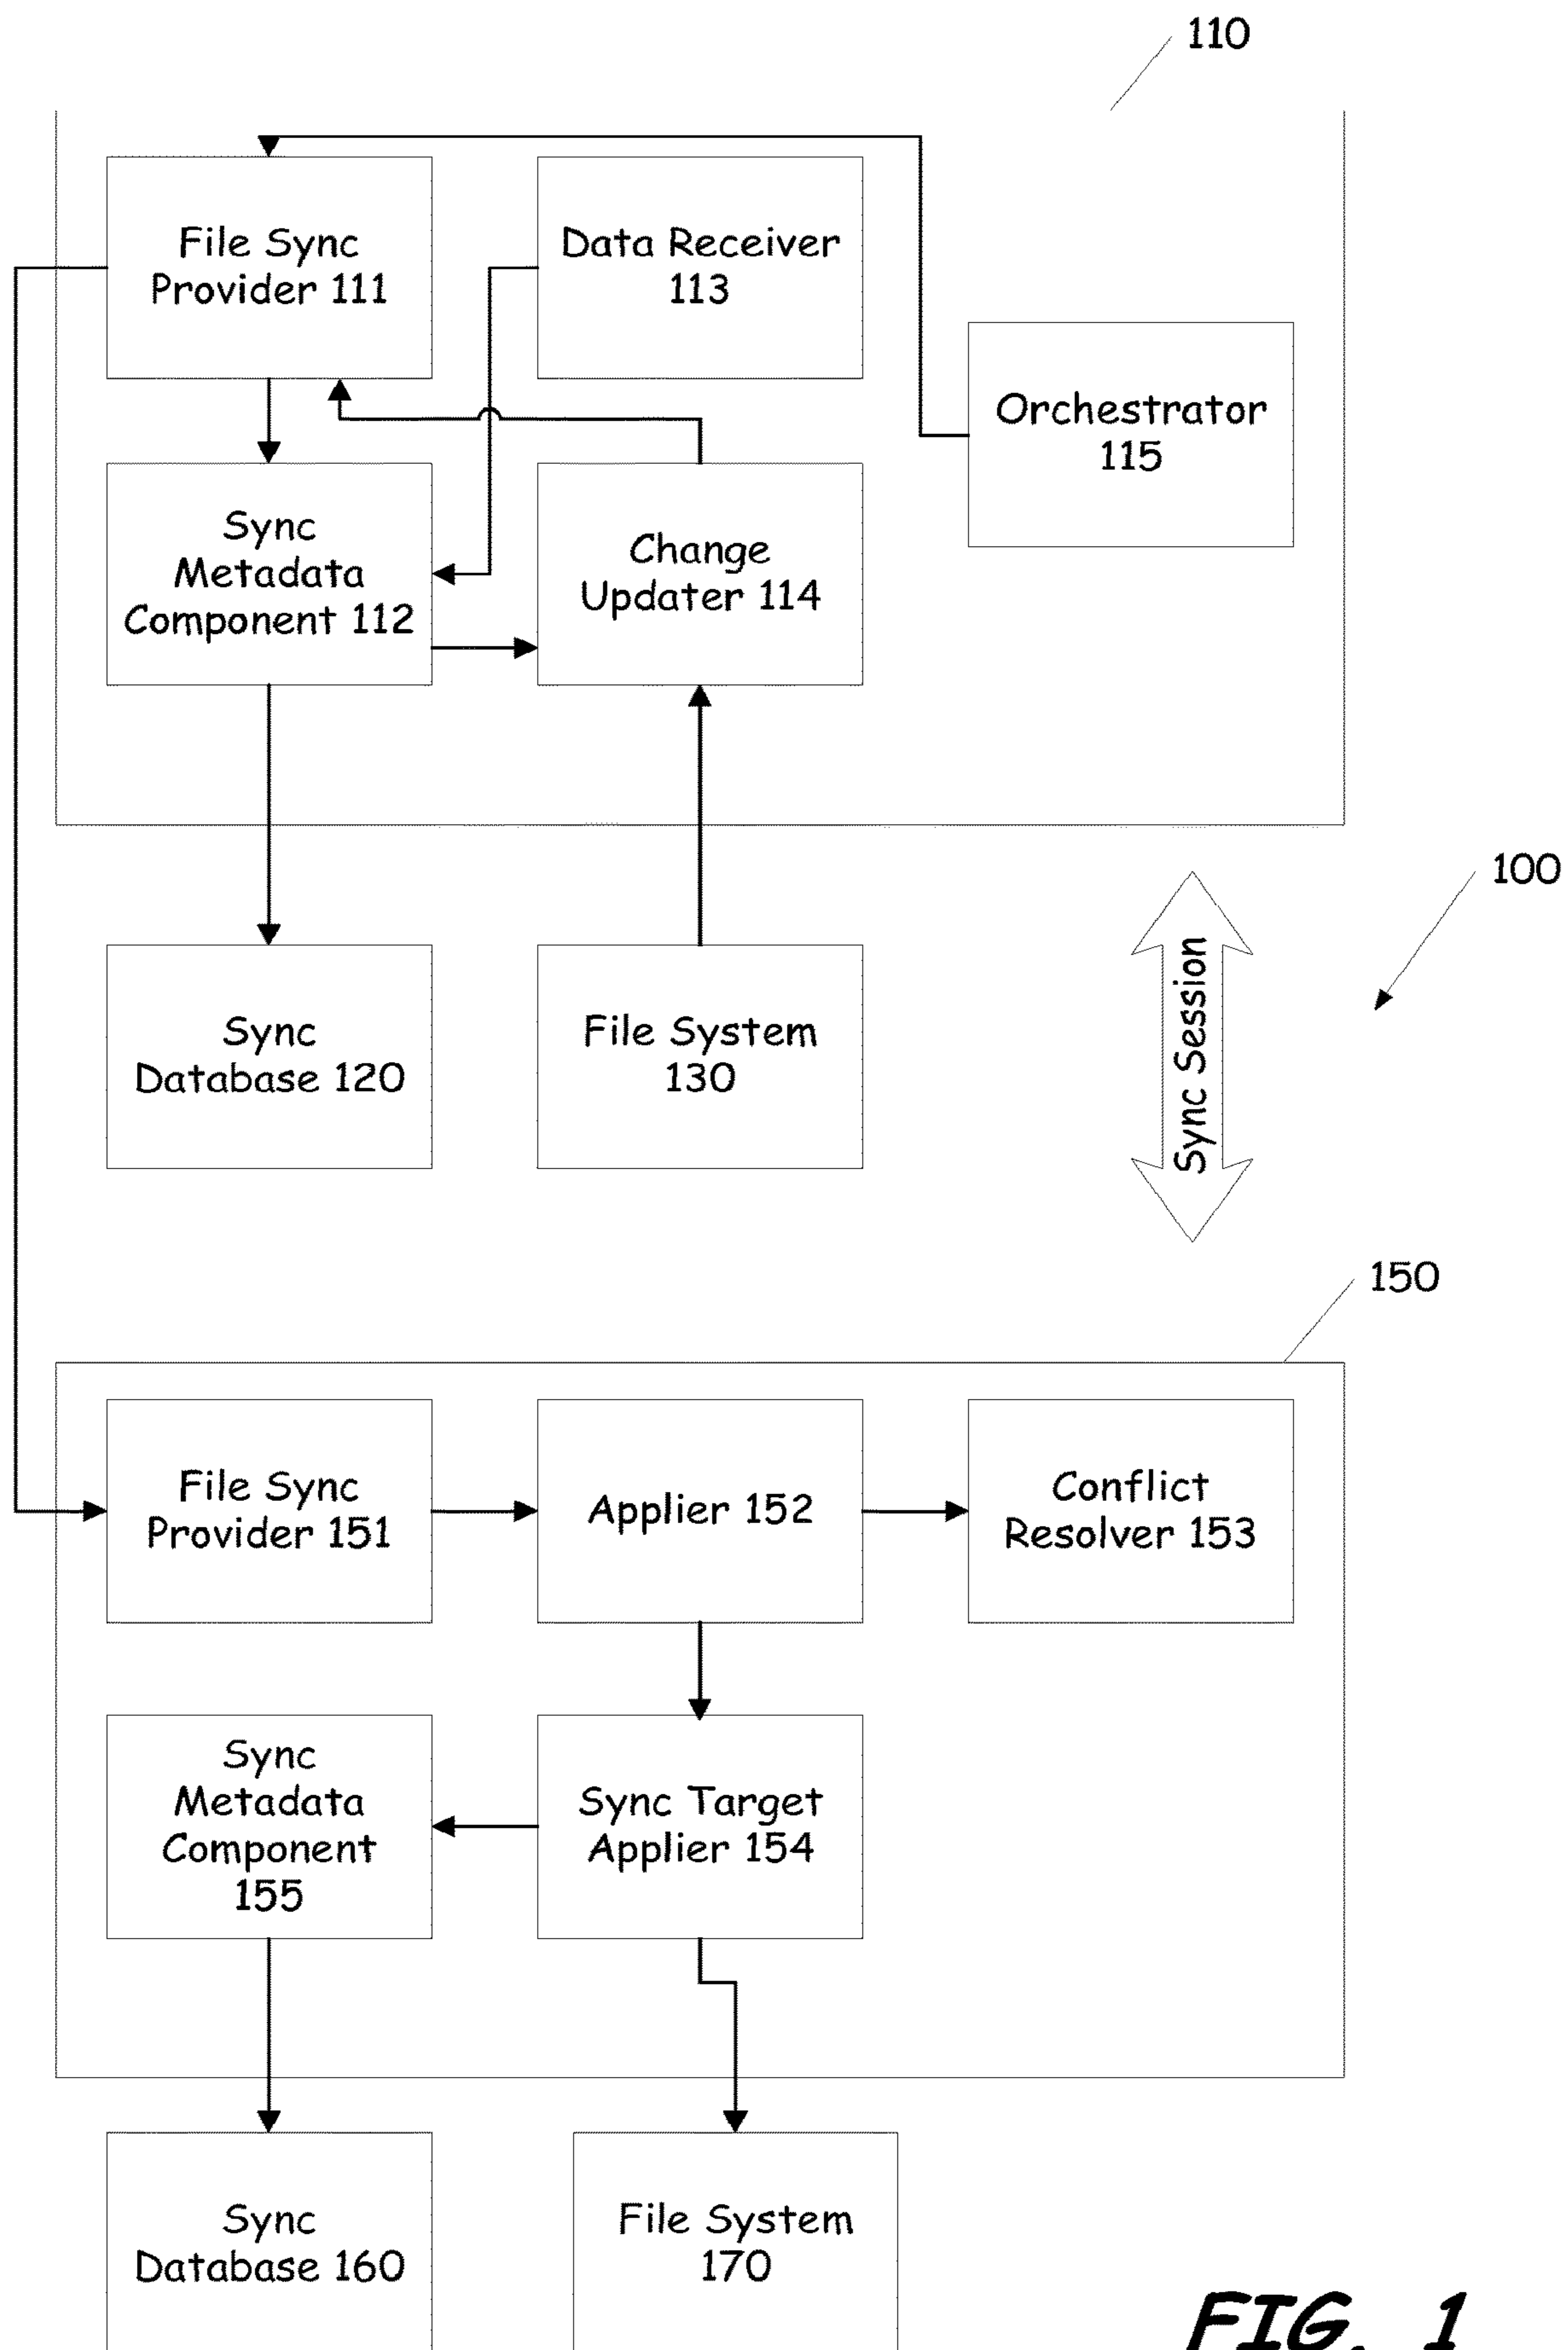 110
File Sync
Provider 111
Data Receiver
113
Orchestrator
115
Sync
Metadata
Component 112
Change
Updater 114
100
Sync
Database 120
File System
130
Sync Session
150
File Sync
Provider 151
Applier 152
Conflict
Resolver 153
Sync
Metadata
Component
155
Sync Target
Applier 154
Sync
Database 160
File System
170
FIG. 1